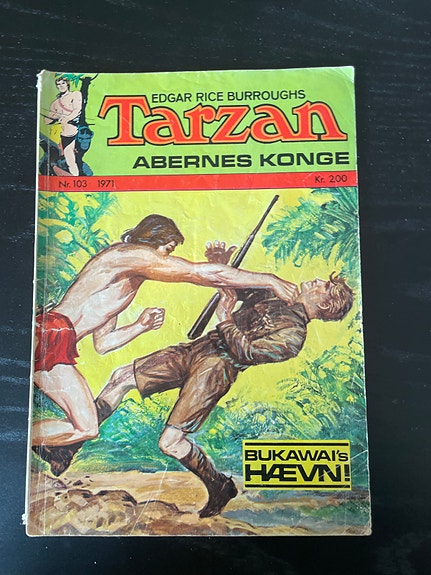 EDGAR RICE BURROUGHS
TARZAN
ABERNES KONGE
Nr. 103 1971 Kr. 2,00
BUKAWAI's
HÆVN!